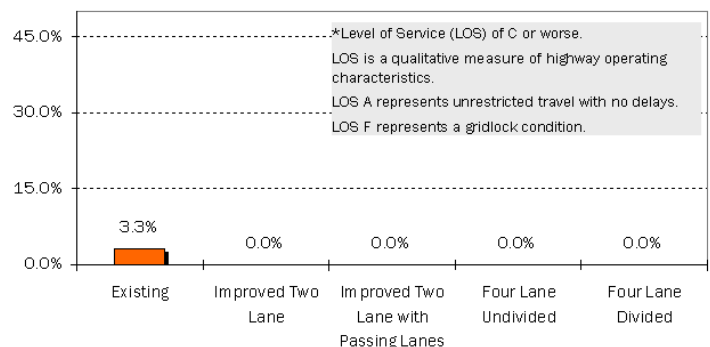 45.0%
*Level of Service (LOS) of C or worse.
LOS is a qualitative measure of highway operating
characteristics.
LOS A represents unrestricted travel with no delays.
LOS F represents a gridlock condition.
30.0%
15.0%
3.3%
0.0%
0.0%
0.0%
0.0%
0.0%
Existing
Improved Two
Lane
Improved Two
Lane with
Passing Lanes
Four Lane
Undivided
Four Lane
Divided